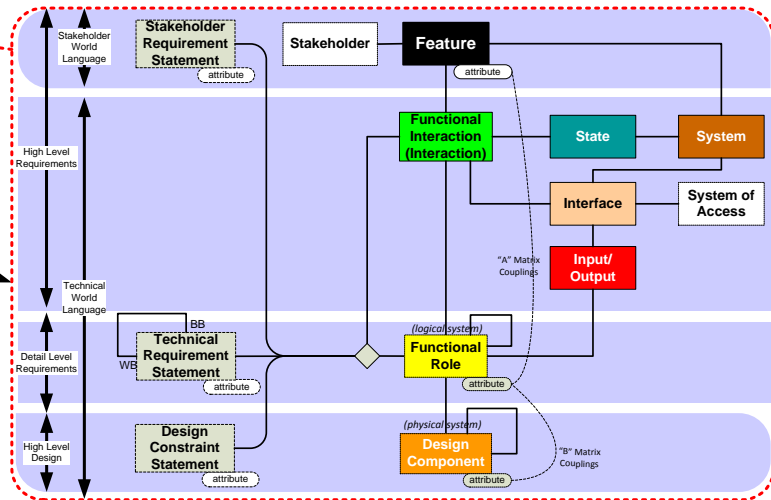 Stakeholder
World
Language
Stakeholder
Requirement
Statement
attribute
Stakeholder
Feature
attribute
High Level
Requirements
Functional
Interaction
(Interaction)
State
System
Interface
System of
Access
Input/
Output
"A" Matrix
Couplings
Technical
World
Language
Detail Level
Requirements
BB
WB
Technical
Requirement
Statement
attribute
(logical system)
Functional
Role
attribute
High Level
Design
Design
Constraint
Statement
attribute
(physical system)
Design
Component
attribute
"B" Matrix
Couplings